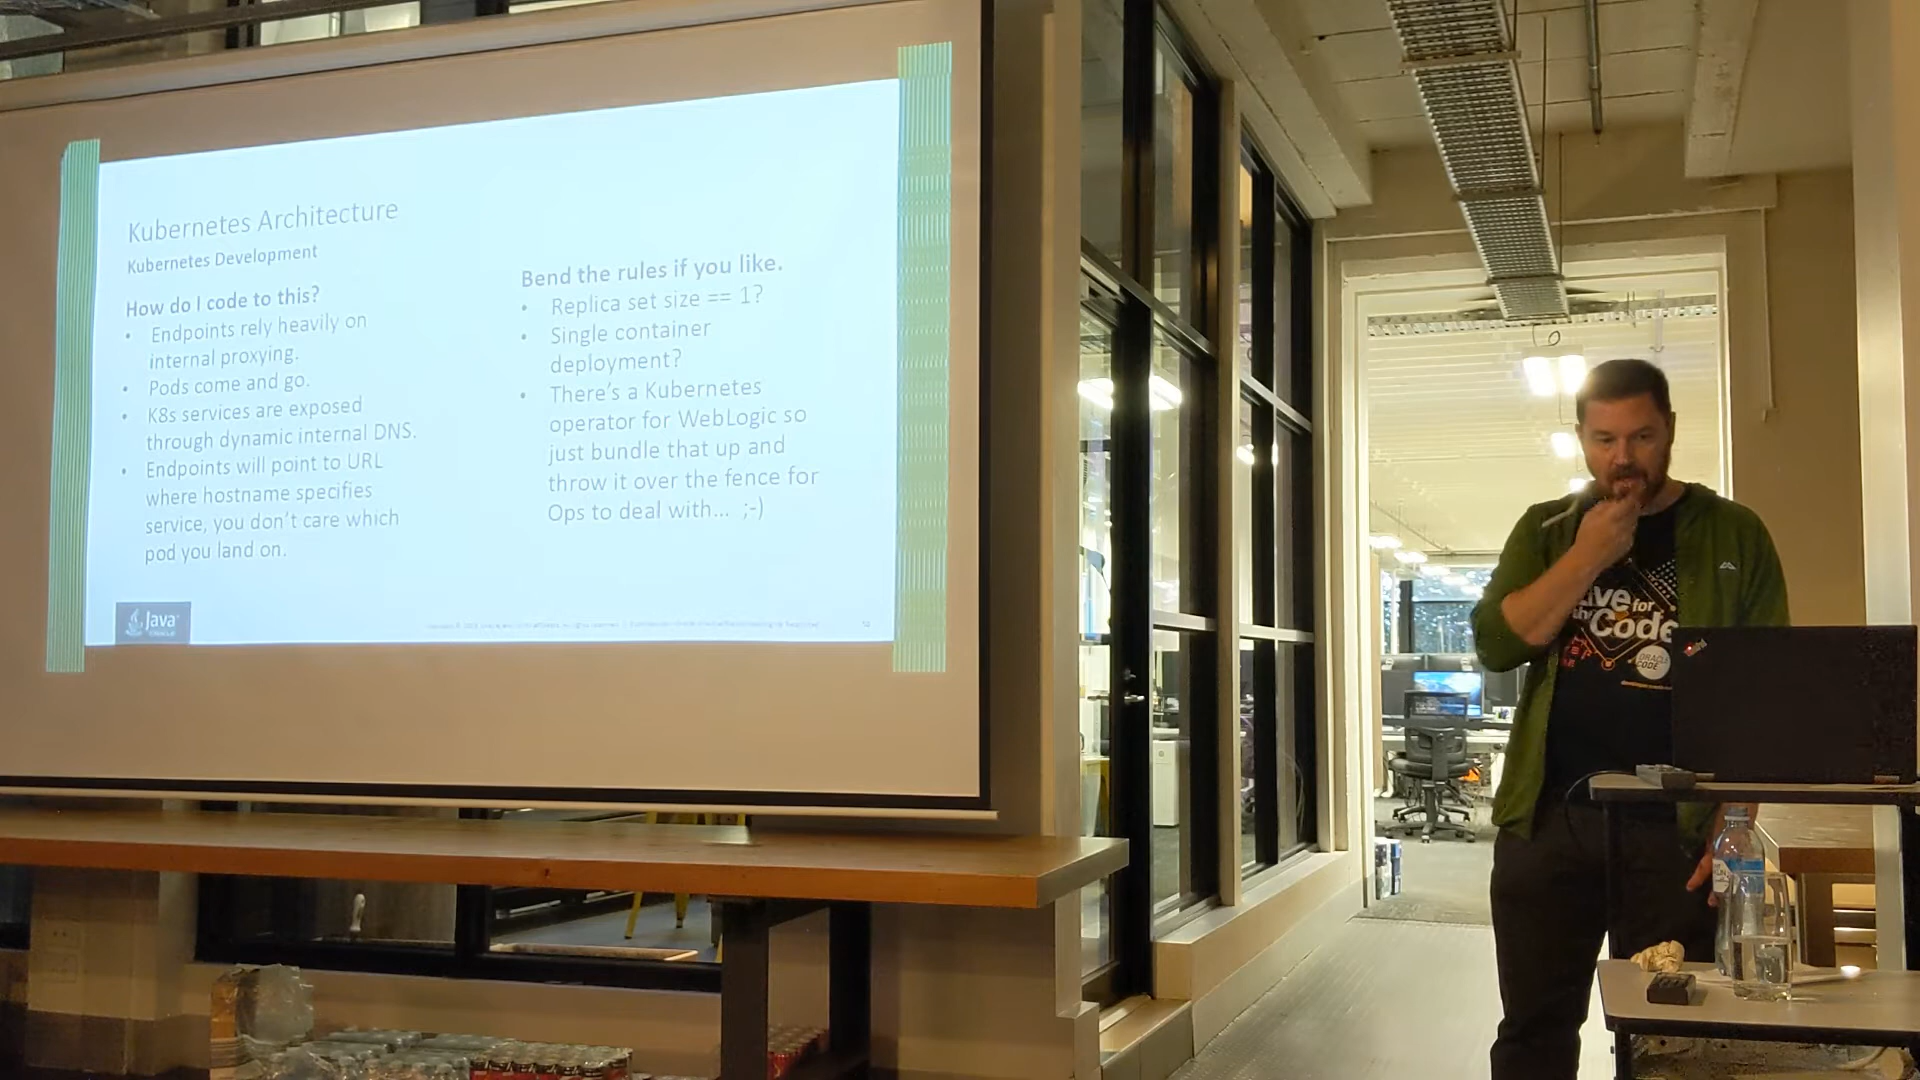 Kubernetes Architecture
Kubernetes Development
How do I code to this?
• Endpoints rely heavily on
internal proxying.
• Pods come and go.
• K8s services are exposed
through dynamic internal DNS.
• Endpoints will point to URL
where hostname specifies
service, you don't care which
pod you land on.
Bend the rules if you like.
• Replica set size == 1?
• Single container
deployment?
• There's a Kubernetes
operator for WebLogic so
just bundle that up and
throw it over the fence for
Ops to deal with... ;-)
Java
ORACLE
Live for
the Code
ORACLE
CODE